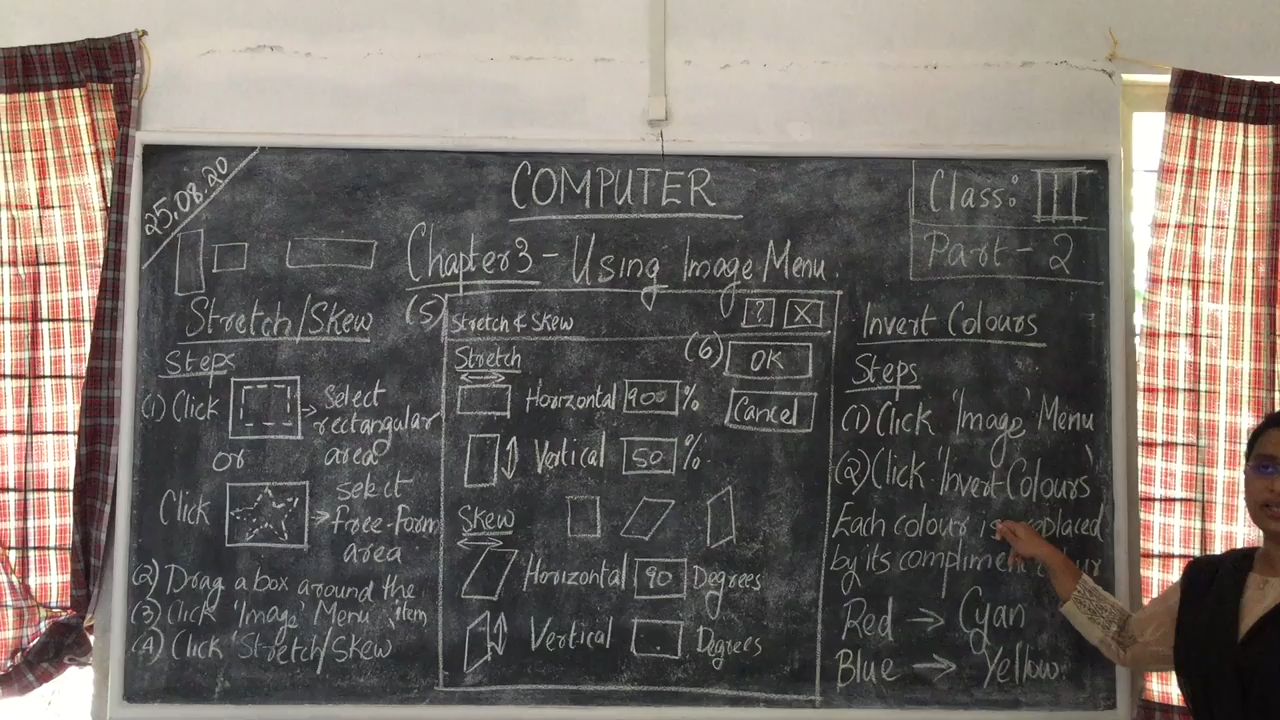 25.08.20
COMPUTER
Class: III
Part - 2
Chapter 3 - Using Image Menu.
Stretch/Skew
Steps
(1) Click → Select
rectangular
area
or
Click → select
Free-Form
area
(2) Drag a box around the
item
(3) Click 'Image' Menu
(4) Click 'Stretch/Skew
(5)
Stretch & Skew ? X
Stretch
(6) OK
Cancel
Horizontal 900 %
Vertical 50 %
Skew
Horizontal 90 Degrees
Vertical Degrees
Invert Colours
Steps
(1) Click 'Image' Menu
(2) Click 'Invert Colours'
Each colour is replaced
by its compliment
Red → Cyan
Blue → Yellow.